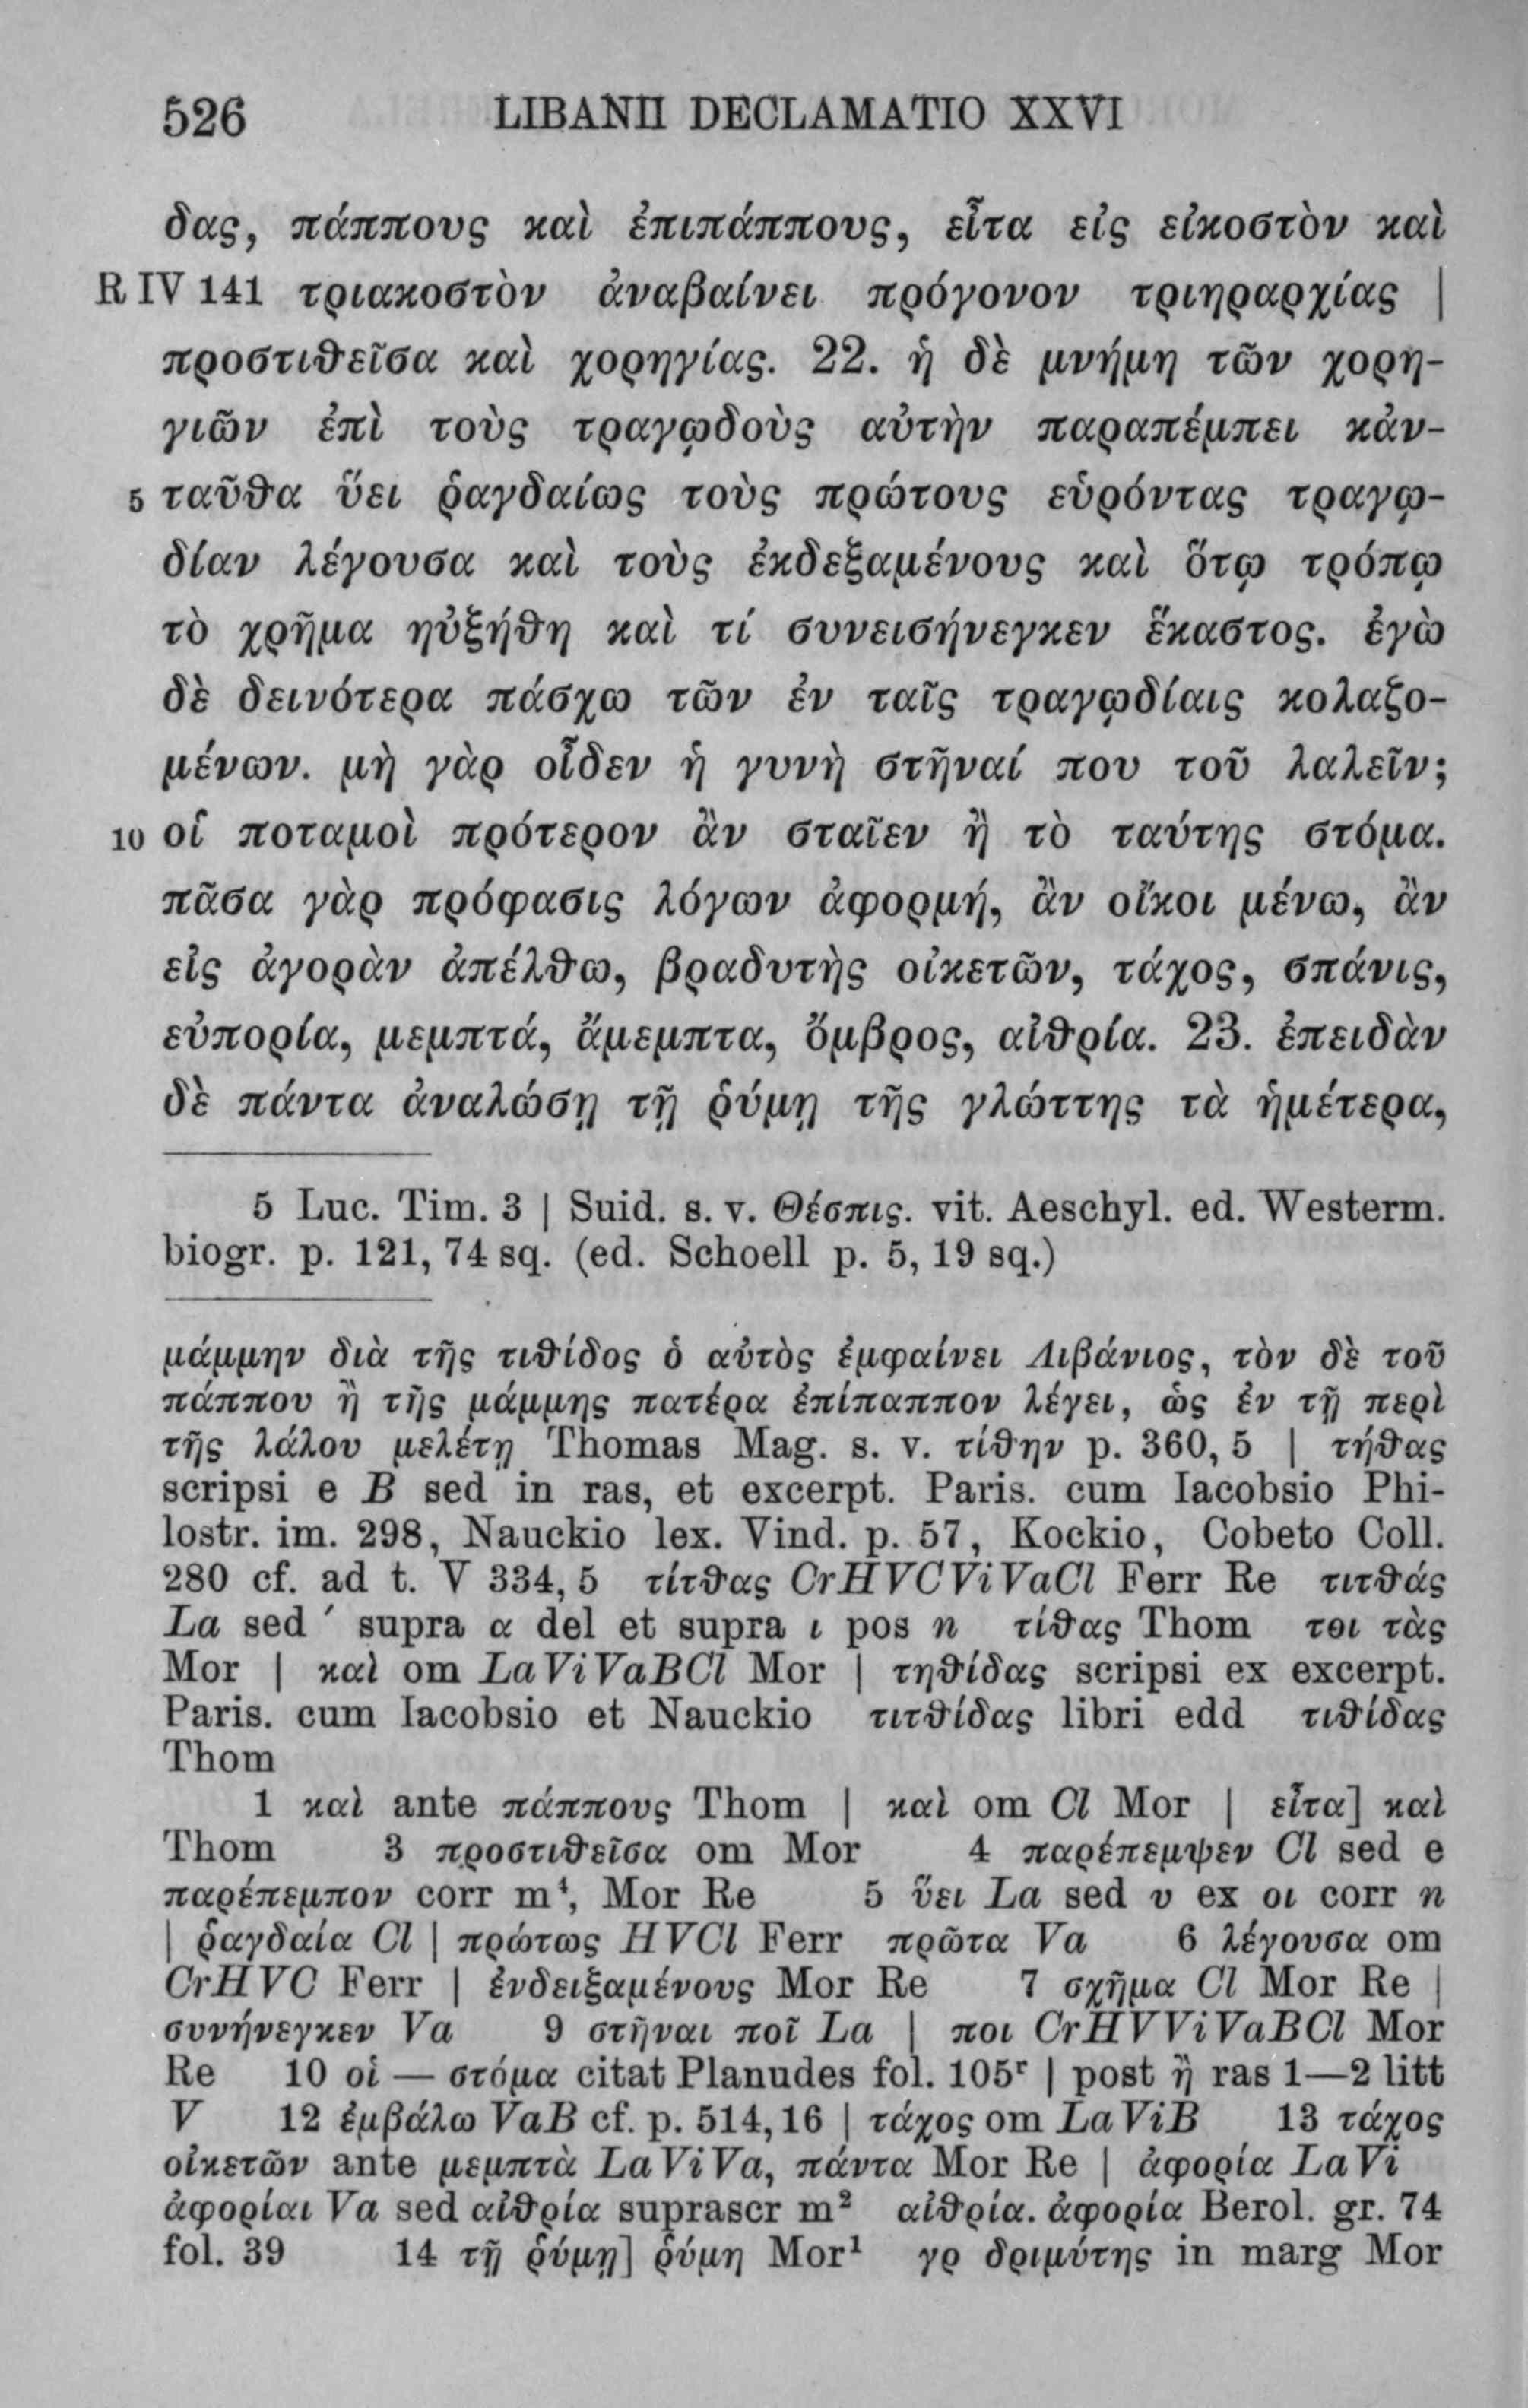 526 LIBANII DECLAMATIO XXVI
δας, πάππους καὶ ἐπιπάππους, εἶτα εἰς εἰκοστὸν καὶ
R IV 141 τριακοστὸν ἀναβαίνει πρόγονον τριηραρχίας |
προστιθεῖσα καὶ χορηγίας. 22. ἡ δὲ μνήμη τῶν χορη-
γιῶν ἐπὶ τοὺς τραγῳδοὺς αὐτὴν παραπέμπει κἀν-
5 ταῦθα ὕει ῥαγδαίως τοὺς πρώτους εὑρόντας τραγῳ-
δίαν λέγουσα καὶ τοὺς ἐκδεξαμένους καὶ ὅτῳ τρόπῳ
τὸ χρῆμα ηὐξήθη καὶ τί συνεισήνεγκεν ἕκαστος. ἐγὼ
δὲ δεινότερα πάσχω τῶν ἐν ταῖς τραγῳδίαις κολαζο-
μένων. μὴ γὰρ οἶδεν ἡ γυνὴ στῆναί που τοῦ λαλεῖν;
10 οἱ ποταμοὶ πρότερον ἂν σταῖεν ἢ τὸ ταύτης στόμα.
πᾶσα γὰρ πρόφασις λόγων ἀφορμή, ἂν οἴκοι μένω, ἂν
εἰς ἀγορὰν ἀπέλθω, βραδυτὴς οἰκετῶν, τάχος, σπάνις,
εὐπορία, μεμπτά, ἄμεμπτα, ὄμβρος, αἰθρία. 23. ἐπειδὰν
δὲ πάντα ἀναλώσῃ τῇ ῥύμῃ τῆς γλώττης τὰ ἡμέτερα,
5 Luc. Tim. 3 | Suid. s. v. Θέσπις. vit. Aeschyl. ed. Westerm.
biogr. p. 121, 74 sq. (ed. Schoell p. 5, 19 sq.)
μάμμην διὰ τῆς τιθίδος ὁ αὐτὸς ἐμφαίνει Λιβάνιος, τὸν δὲ τοῦ
πάππου ἢ τῆς μάμμης πατέρα ἐπίπαππον λέγει, ὡς ἐν τῇ περὶ
τῆς λάλου μελέτῃ Thomas Mag. s. v. τίθην p. 360, 5 | τήθας
scripsi e B sed in ras, et excerpt. Paris. cum Iacobsio Phi-
lostr. im. 298, Nauckio lex. Vind. p. 57, Kockio, Cobeto Coll.
280 cf. ad t. V 334, 5 τίτθας CrHVCViVaCl Ferr Re τιτθάς
La sed ´ supra α del et supra ι pos n τίθας Thom τοι τὰς
Mor | καὶ om LaViVaBCl Mor | τηθίδας scripsi ex excerpt.
Paris. cum Iacobsio et Nauckio τιτθίδας libri edd τιθίδας
Thom
1 καὶ ante πάππους Thom | καὶ om Cl Mor | εἶτα] καὶ
Thom 3 προστιθεῖσα om Mor 4 παρέπεμψεν Cl sed e
παρέπεμπον corr m⁴, Mor Re 5 ὕει La sed υ ex οι corr n
| ῥαγδαία Cl | πρώτως HVCl Ferr πρῶτα Va 6 λέγουσα om
CrHVC Ferr | ἐνδειξαμένους Mor Re 7 σχῆμα Cl Mor Re |
συνήνεγκεν Va 9 στῆναι ποῖ La | ποι CrHVViVaBCl Mor
Re 10 οἱ — στόμα citat Planudes fol. 105ʳ | post ἢ ras 1—2 litt
V 12 ἐμβάλω VaB cf. p. 514, 16 | τάχος om LaViB 13 τάχος
οἰκετῶν ante μεμπτὰ LaViVa, πάντα Mor Re | ἀφορία LaVi
ἀφορίαι Va sed αἰθρία suprascr m² αἰθρία. ἀφορία Berol. gr. 74
fol. 39 14 τῇ ῥύμῃ] ῥύμη Mor¹ γρ δριμύτης in marg Mor